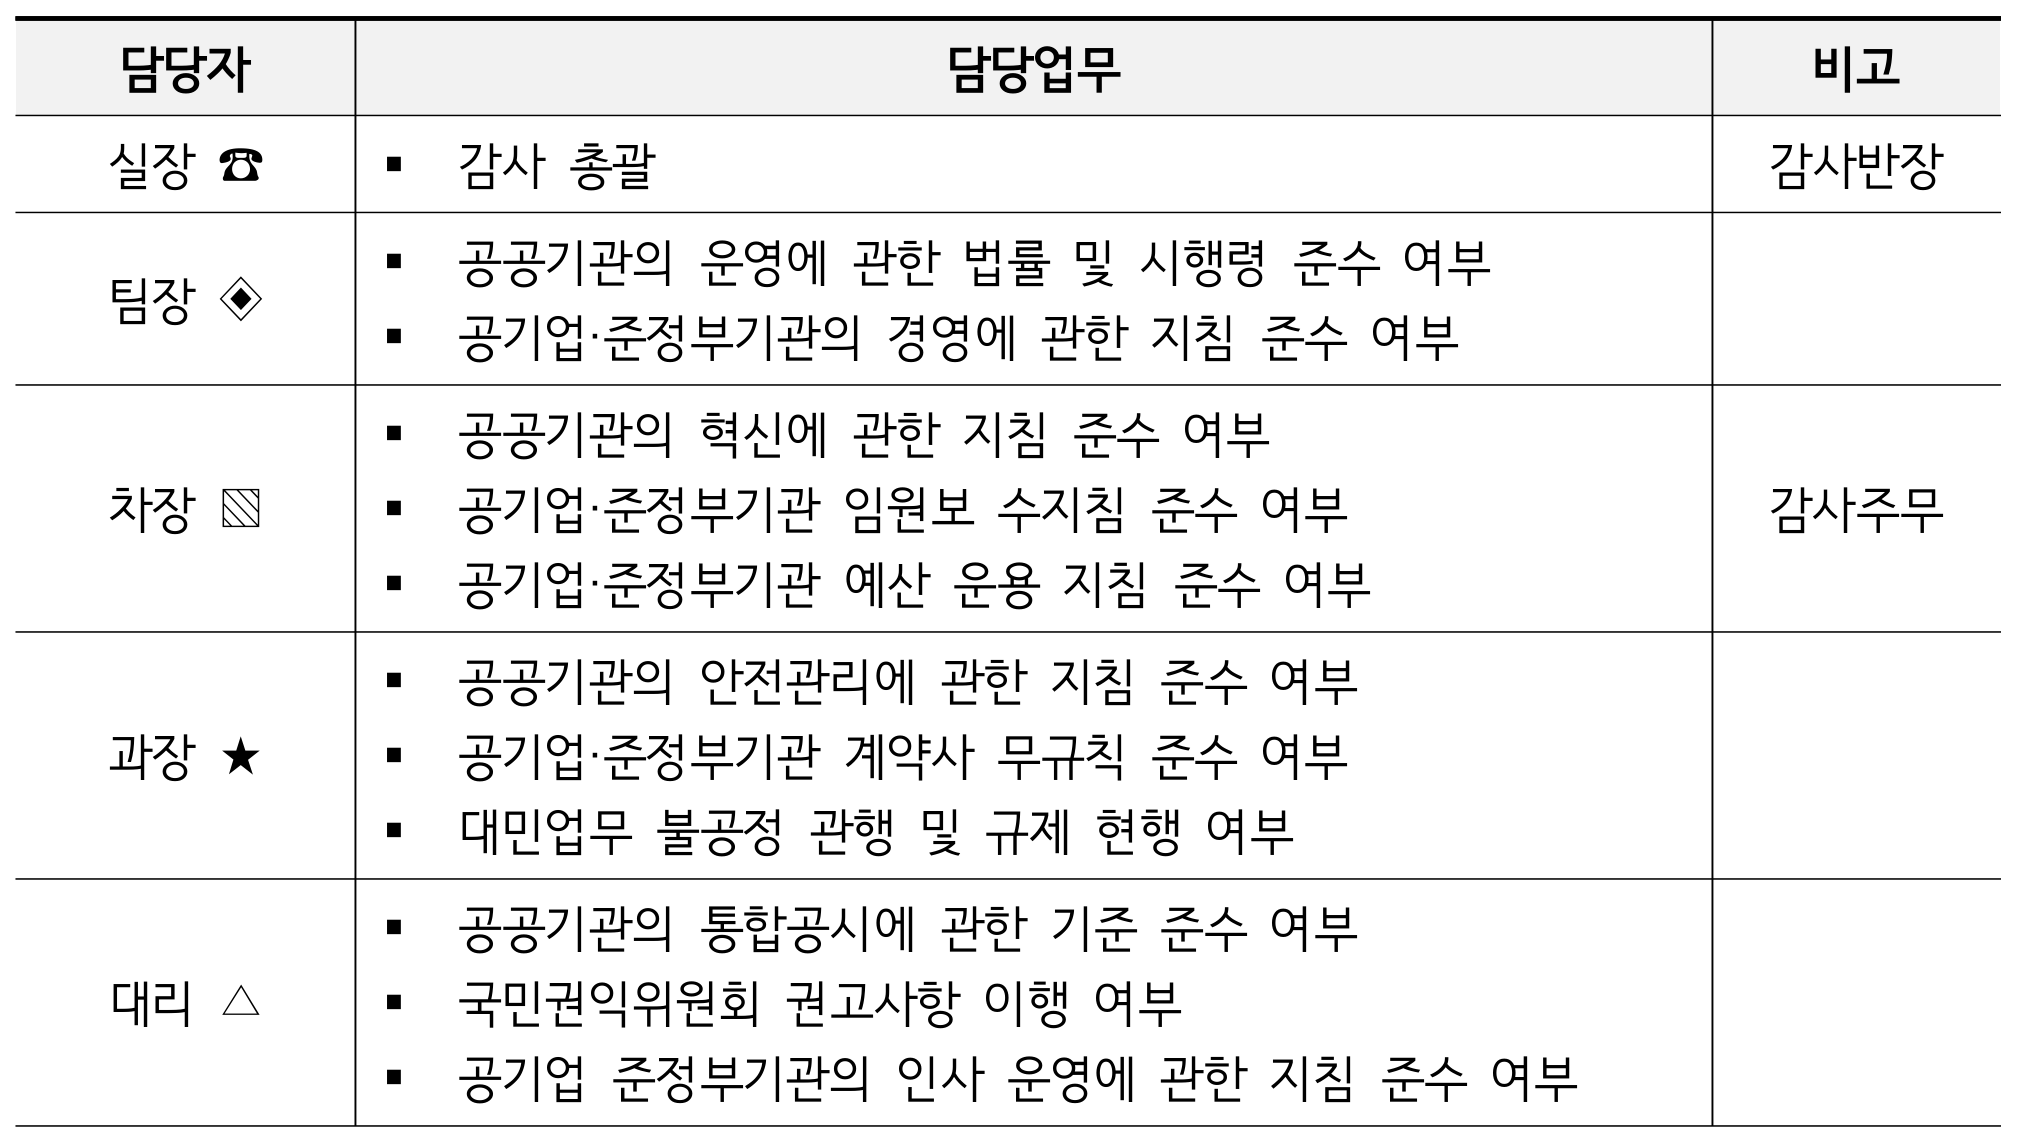 담당자 담당업무 비고
실장 ☎ ▪ 감사 총괄 감사반장
팀장 ◈
▪ 공공기관의 운영에 관한 법률 및 시행령 준수 여부
▪ 공기업·준정부기관의 경영에 관한 지침 준수 여부
차장 ▧
▪ 공공기관의 혁신에 관한 지침 준수 여부
▪ 공기업·준정부기관 임원보 수지침 준수 여부
▪ 공기업·준정부기관 예산 운용 지침 준수 여부
감사주무
과장 ★
▪ 공공기관의 안전관리에 관한 지침 준수 여부
▪ 공기업·준정부기관 계약사 무규칙 준수 여부
▪ 대민업무 불공정 관행 및 규제 현행 여부
대리 △
▪ 공공기관의 통합공시에 관한 기준 준수 여부
▪ 국민권익위원회 권고사항 이행 여부
▪ 공기업 준정부기관의 인사 운영에 관한 지침 준수 여부